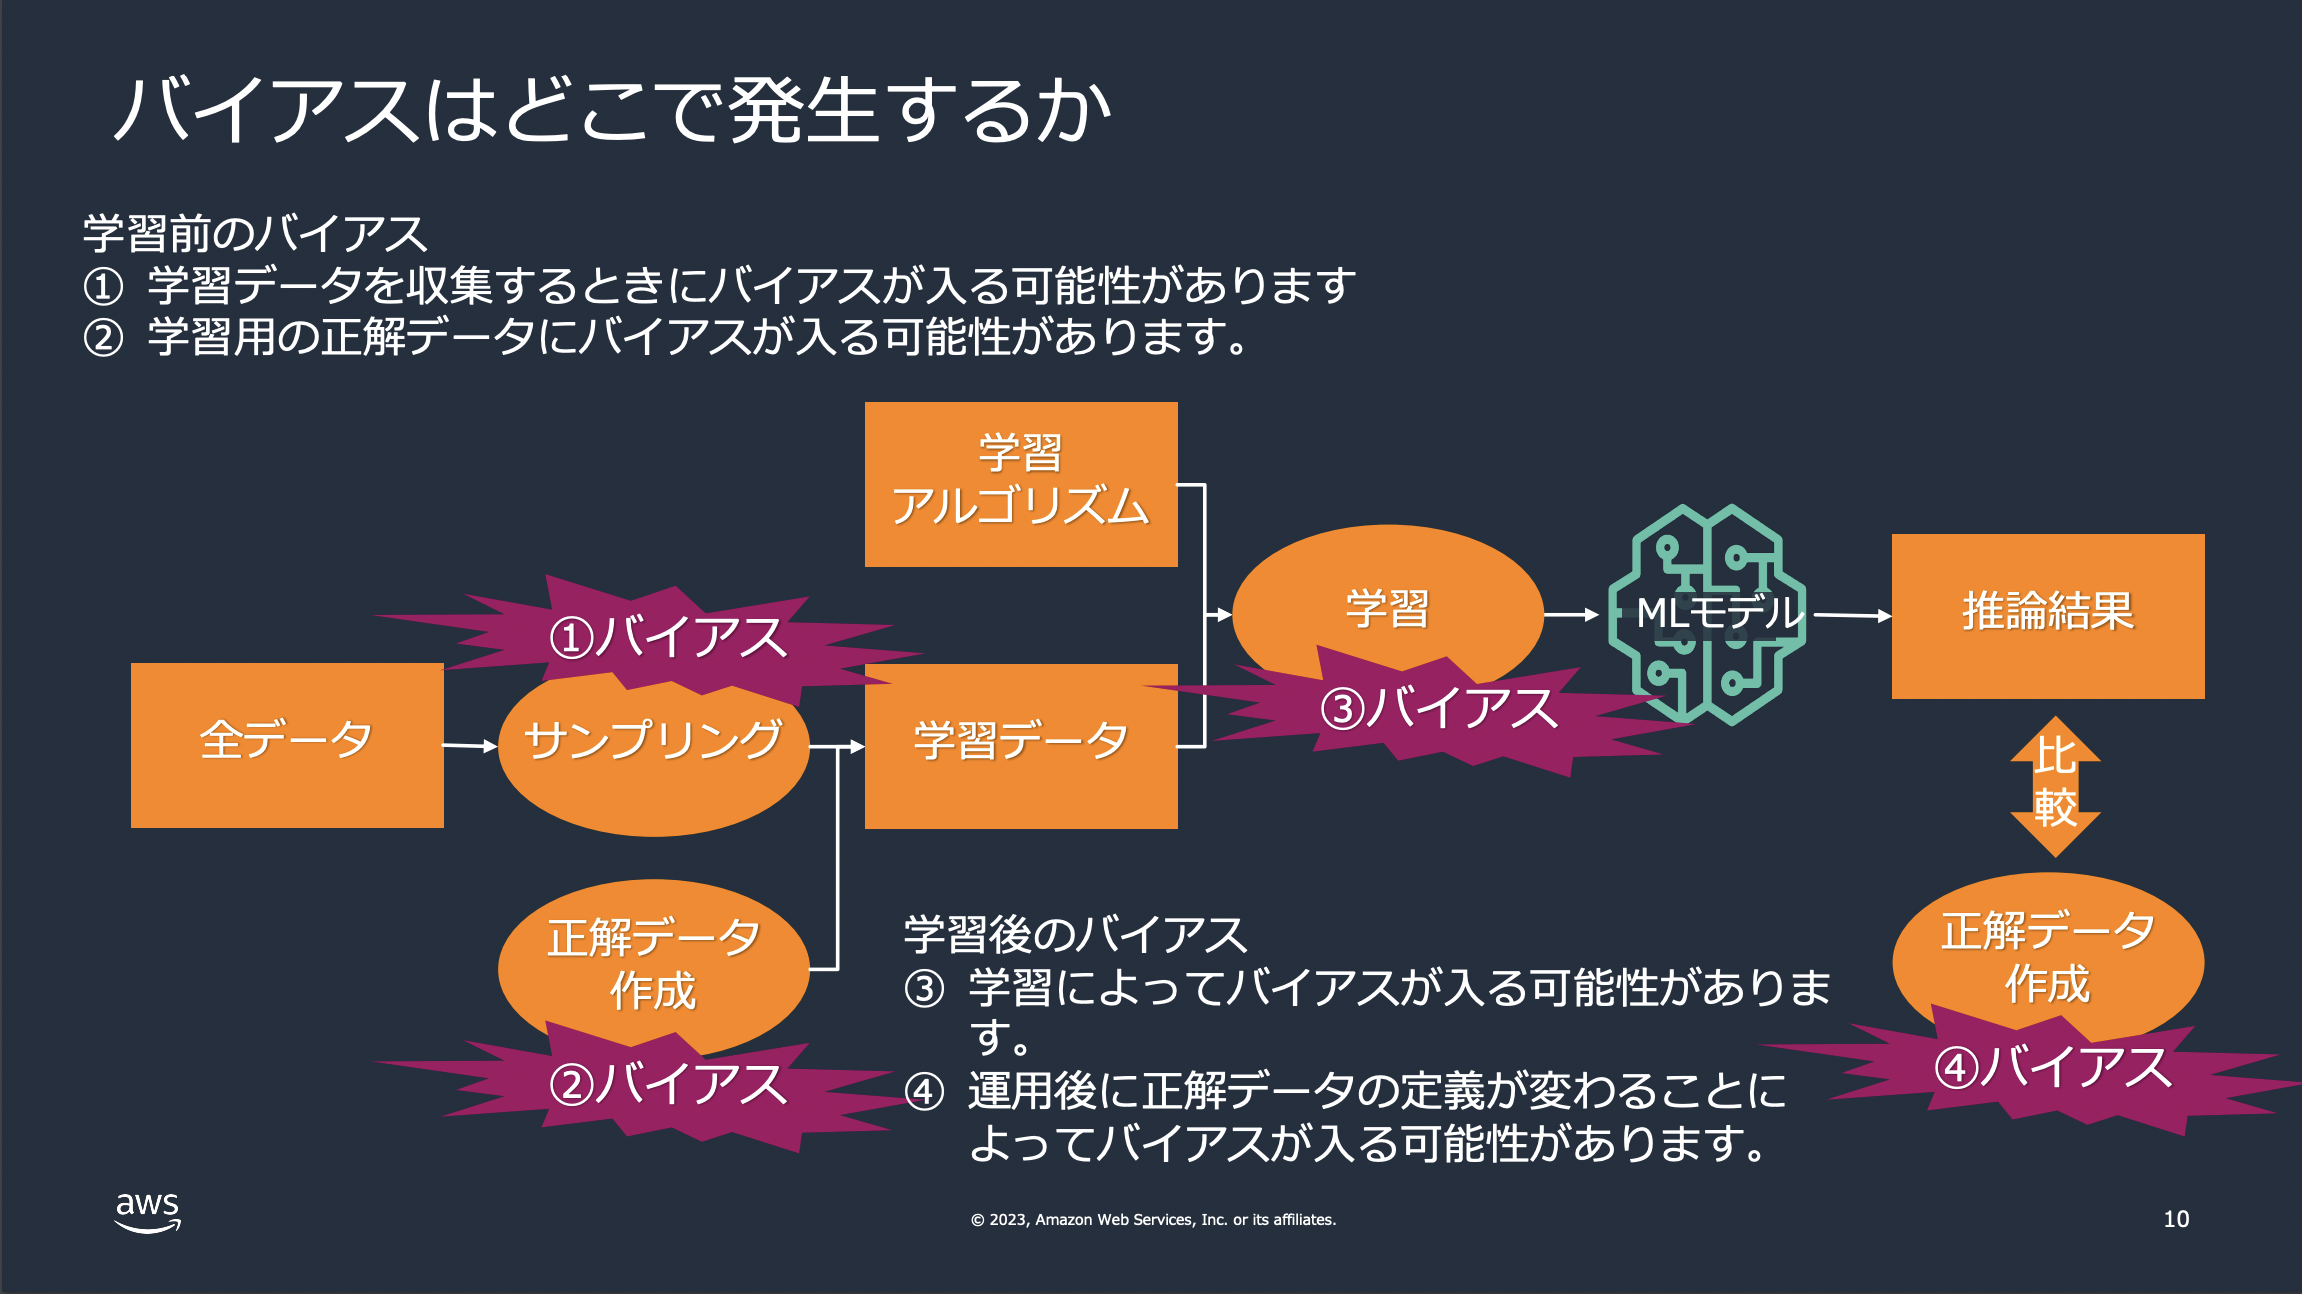 バイアスはどこで発生するか
学習前のバイアス
① 学習データを収集するときにバイアスが入る可能性があります
② 学習用の正解データにバイアスが入る可能性があります。
学習
アルゴリズム
①バイアス
全データ
サンプリング
学習データ
学習
③バイアス
MLモデル
推論結果
比
較
正解データ
作成
②バイアス
学習後のバイアス
③ 学習によってバイアスが入る可能性がありま
す。
④ 運用後に正解データの定義が変わることに
よってバイアスが入る可能性があります。
正解データ
作成
④バイアス
aws
© 2023, Amazon Web Services, Inc. or its affiliates.
10